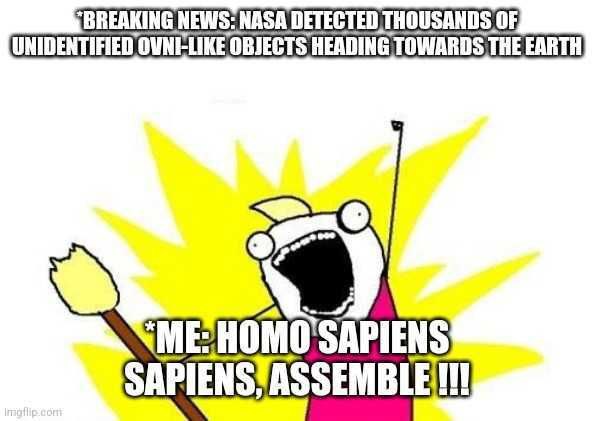 *BREAKING NEWS: NASA DETECTED THOUSANDS OF
UNIDENTIFIED OVNI-LIKE OBJECTS HEADING TOWARDS THE EARTH
*ME: HOMO SAPIENS
SAPIENS, ASSEMBLE !!!
imgflip.com